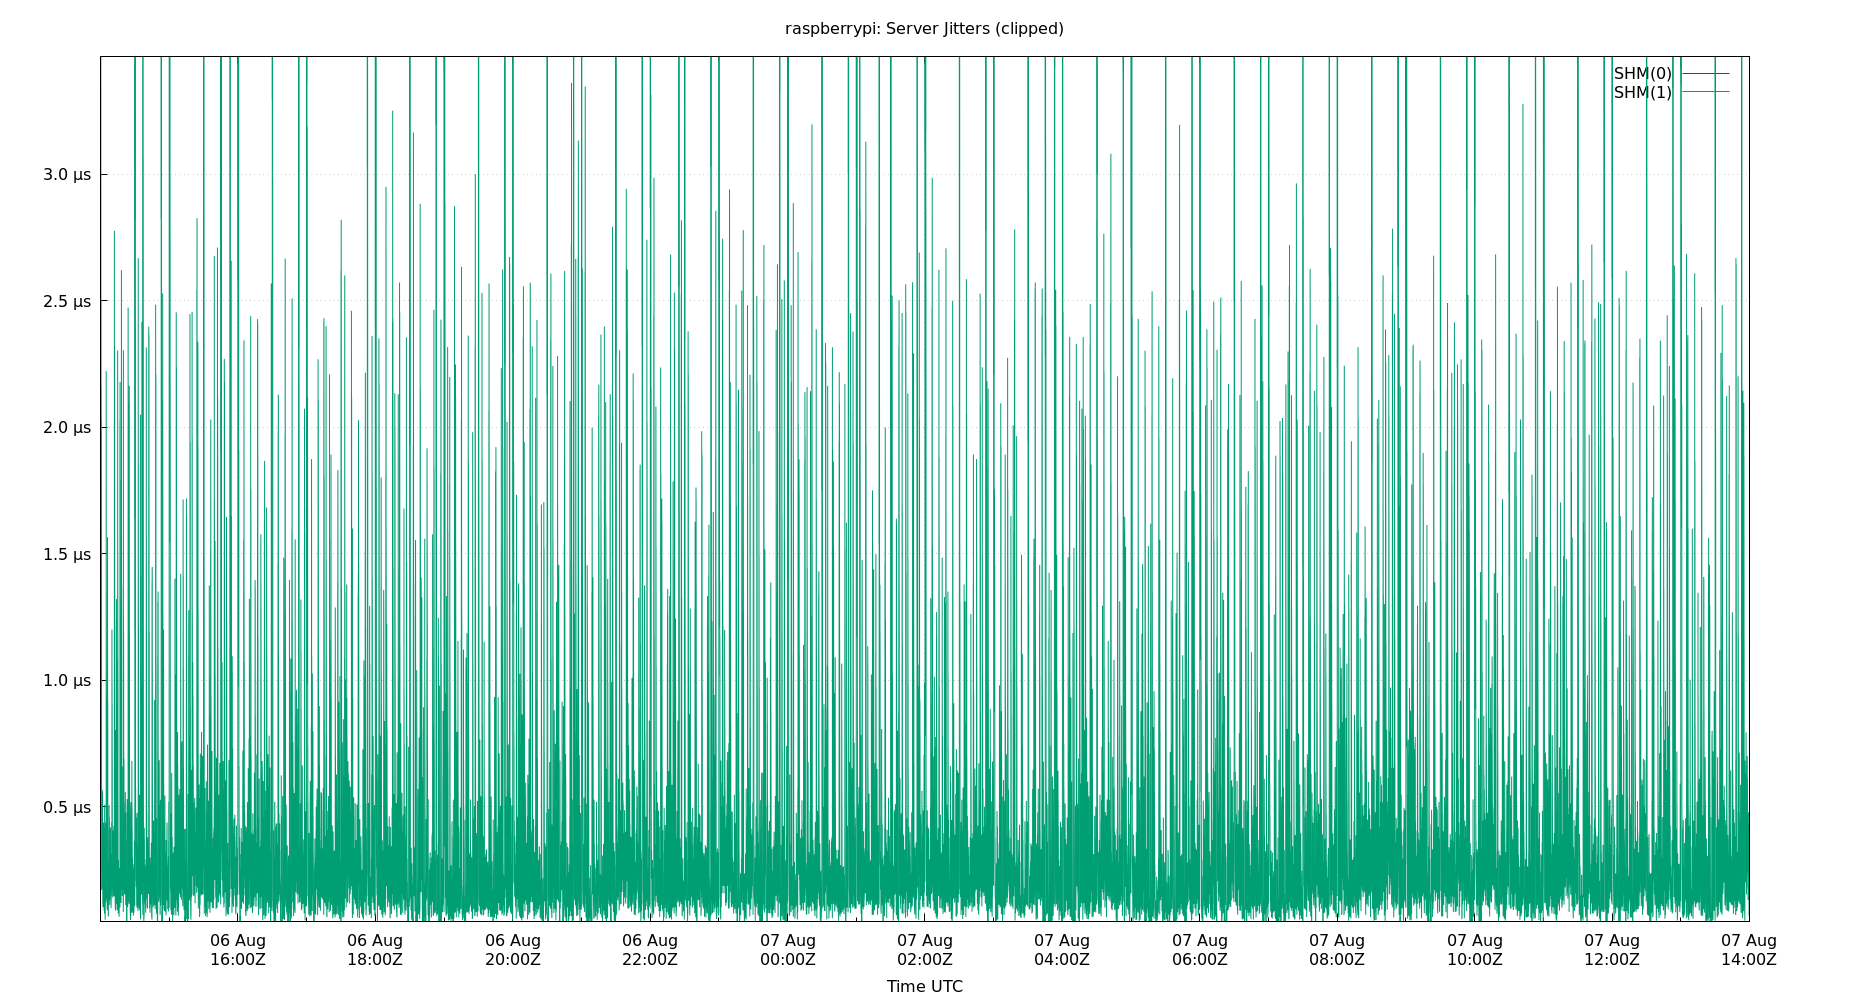 raspberrypi: Server Jitters (clipped)
SHM(0)
SHM(1)
3.0 µs
2.5 µs
2.0 µs
1.5 µs
1.0 µs
0.5 µs
06 Aug 06 Aug 06 Aug 06 Aug 07 Aug 07 Aug 07 Aug 07 Aug 07 Aug 07 Aug 07 Aug 07 Aug
16:00Z 18:00Z 20:00Z 22:00Z 00:00Z 02:00Z 04:00Z 06:00Z 08:00Z 10:00Z 12:00Z 14:00Z
Time UTC